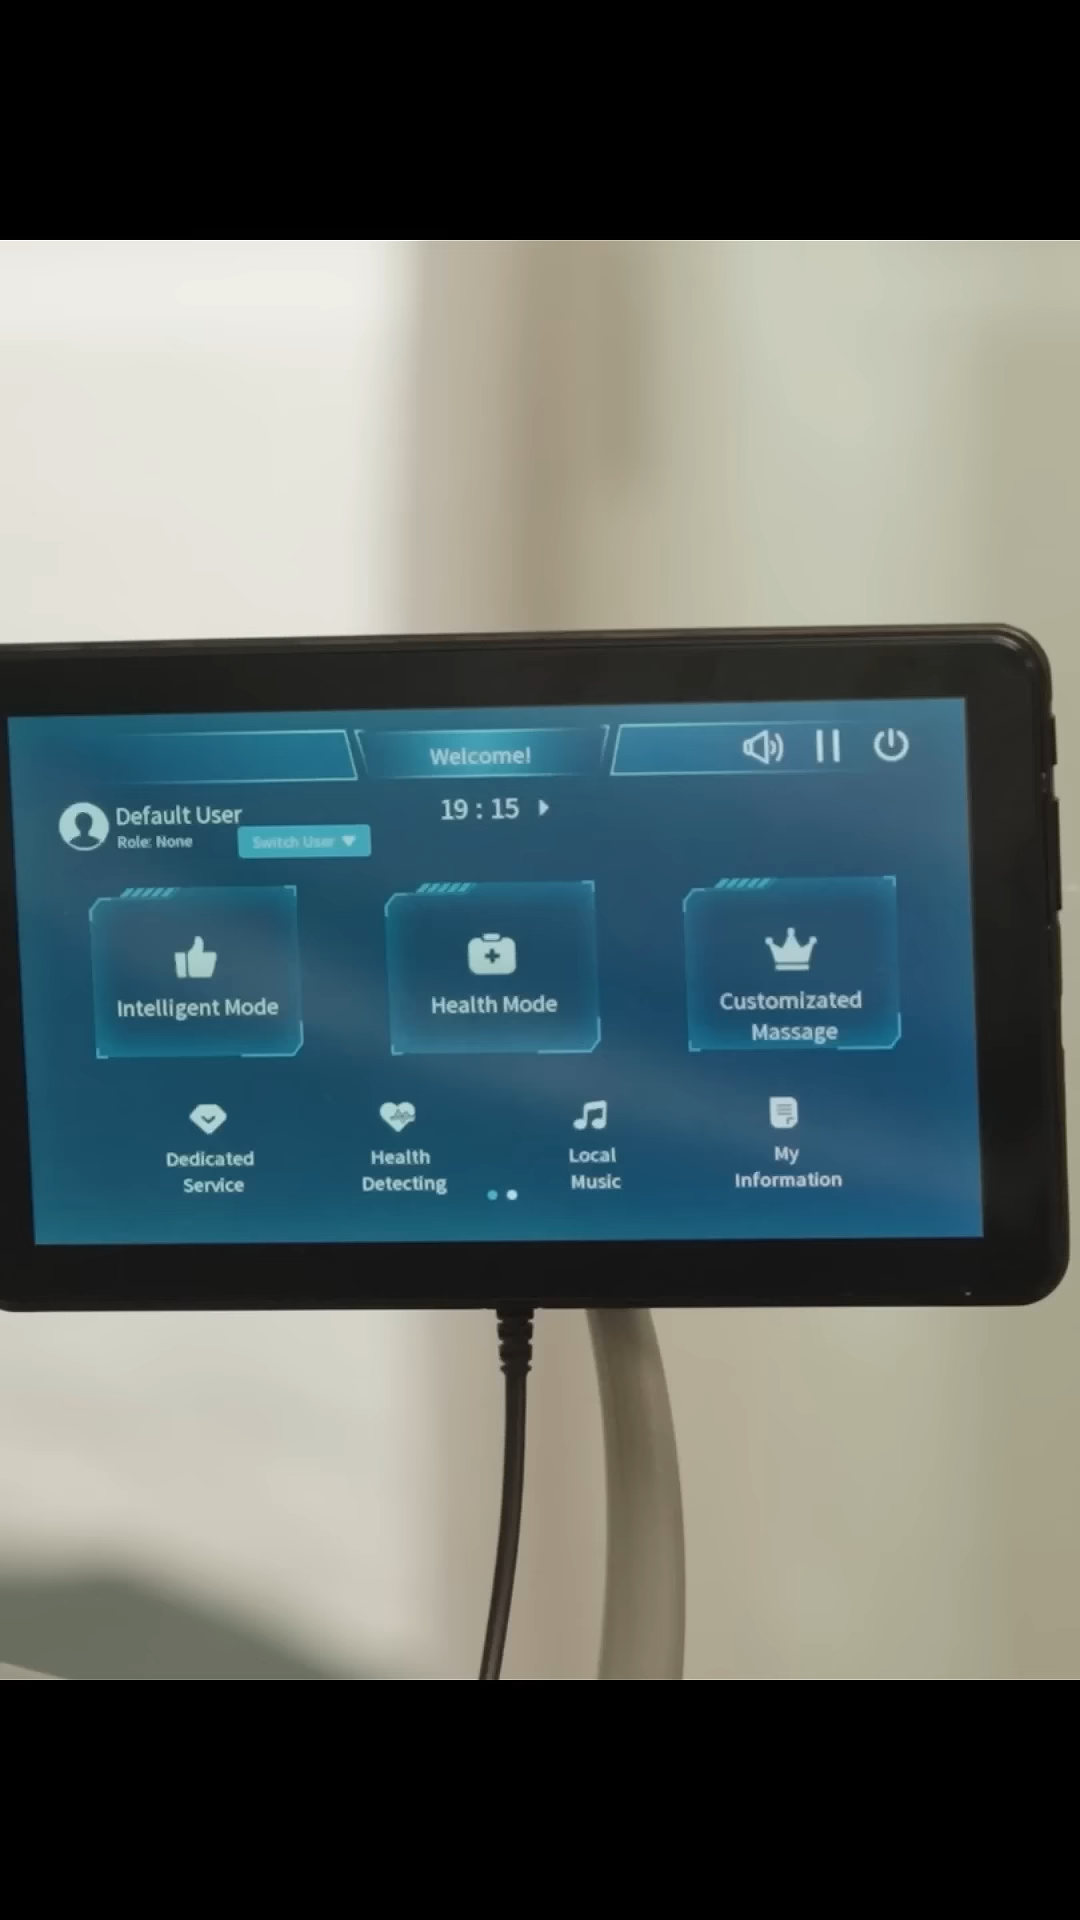 Welcome!
Default User
19 : 15
Role: None
Switch User
Intelligent Mode
Health Mode
Customizated
Massage
Dedicated
Service
Health
Detecting
Local
Music
My
Information